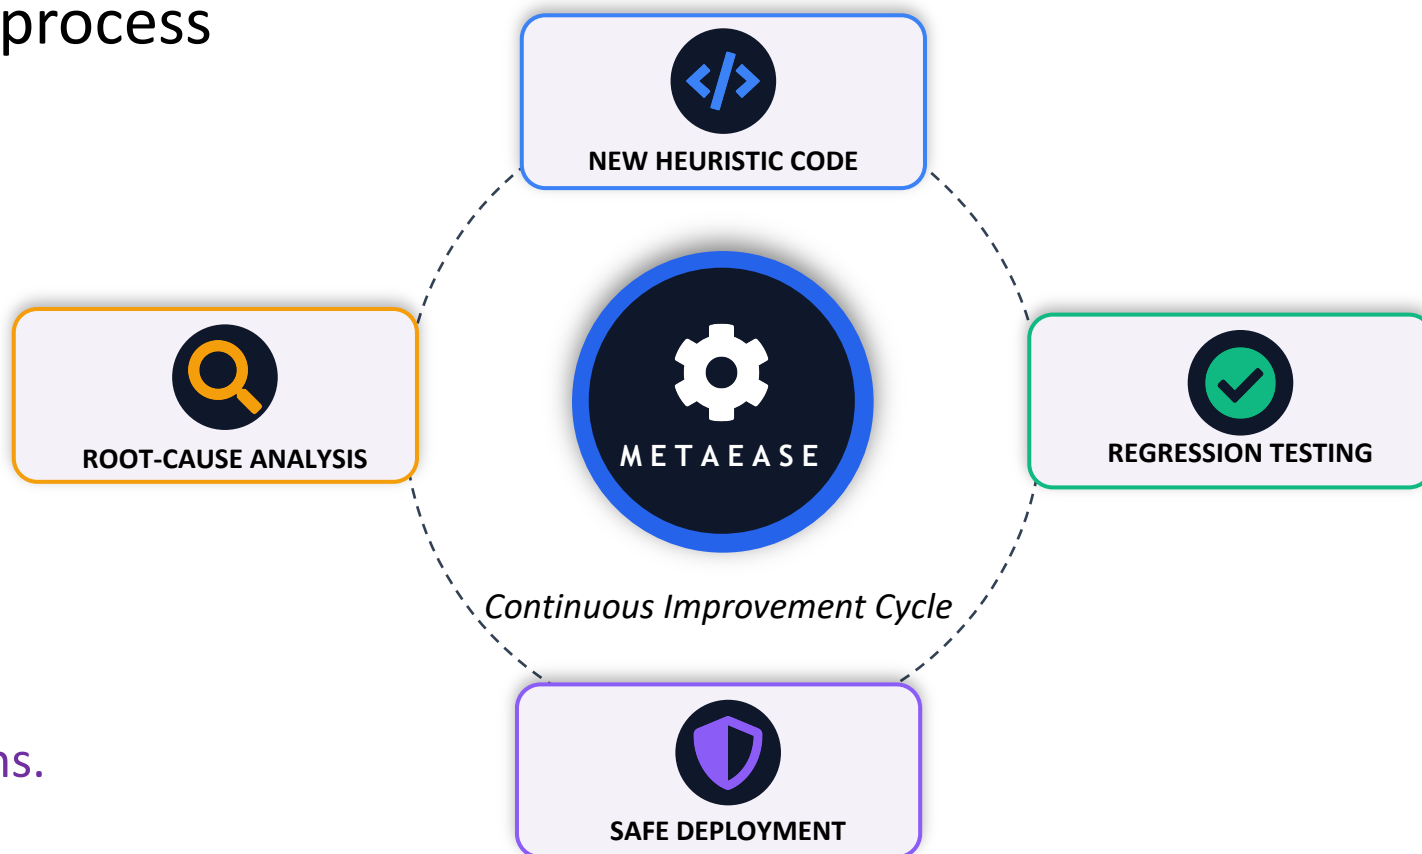 process
NEW HEURISTIC CODE
ROOT-CAUSE ANALYSIS
METAEASE
REGRESSION TESTING
Continuous Improvement Cycle
ns.
SAFE DEPLOYMENT